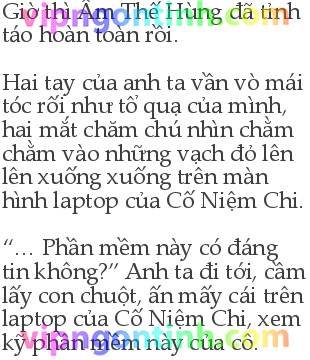 Giờ thì Âm Thế Hùng đã tỉnh
táo hoàn toàn rồi.
Hai tay của anh ta vần vò mái
tóc rối như tổ quạ của mình,
hai mắt chăm chú nhìn chằm
chằm vào những vạch đỏ lên
lên xuống xuống trên màn
hình laptop của Cố Niệm Chi.
“... Phần mềm này có đáng
tin không?” Anh ta đi tới, cầm
lấy con chuột, ấn mấy cái trên
laptop của Cố Niệm Chi, xem
kỹ phần mềm này của cô.
vipngontinh.com
vipngontinh.com